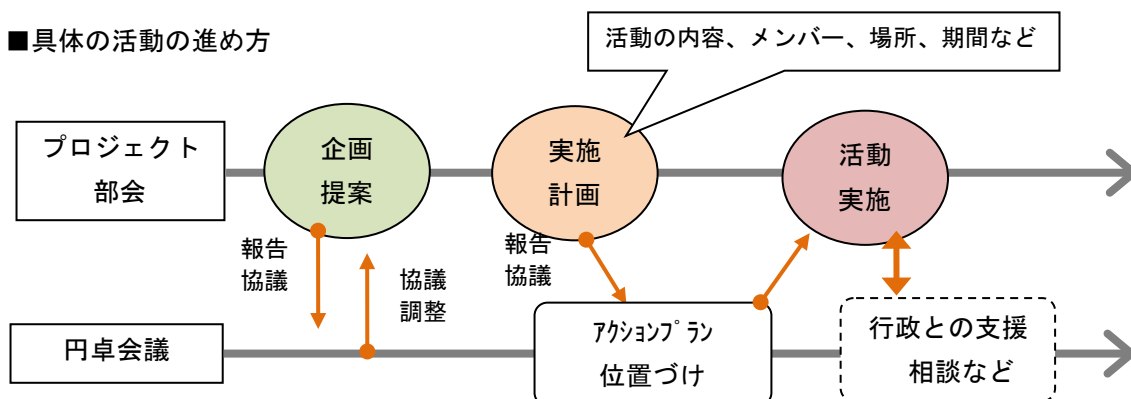 ■具体の活動の進め方
活動の内容、メンバー、場所、期間など
プロジェクト
部会
企画
提案
実施
計画
活動
実施
報告
協議
協議
調整
報告
協議
円卓会議
ｱｸｼｮﾝﾌﾟﾗﾝ
位置づけ
行政との支援
相談など